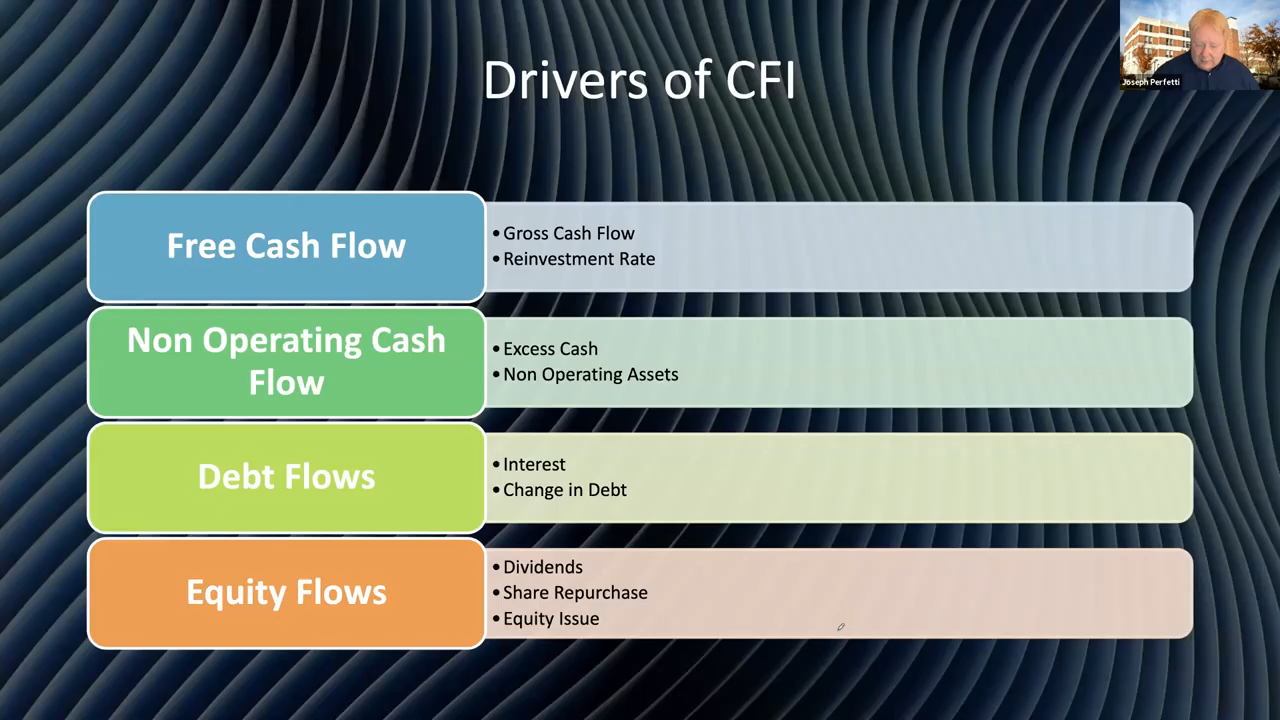 Drivers of CFI
Joseph Perfetti
Free Cash Flow
• Gross Cash Flow
• Reinvestment Rate
Non Operating Cash
Flow
• Excess Cash
• Non Operating Assets
Debt Flows
• Interest
• Change in Debt
Equity Flows
• Dividends
• Share Repurchase
• Equity Issue